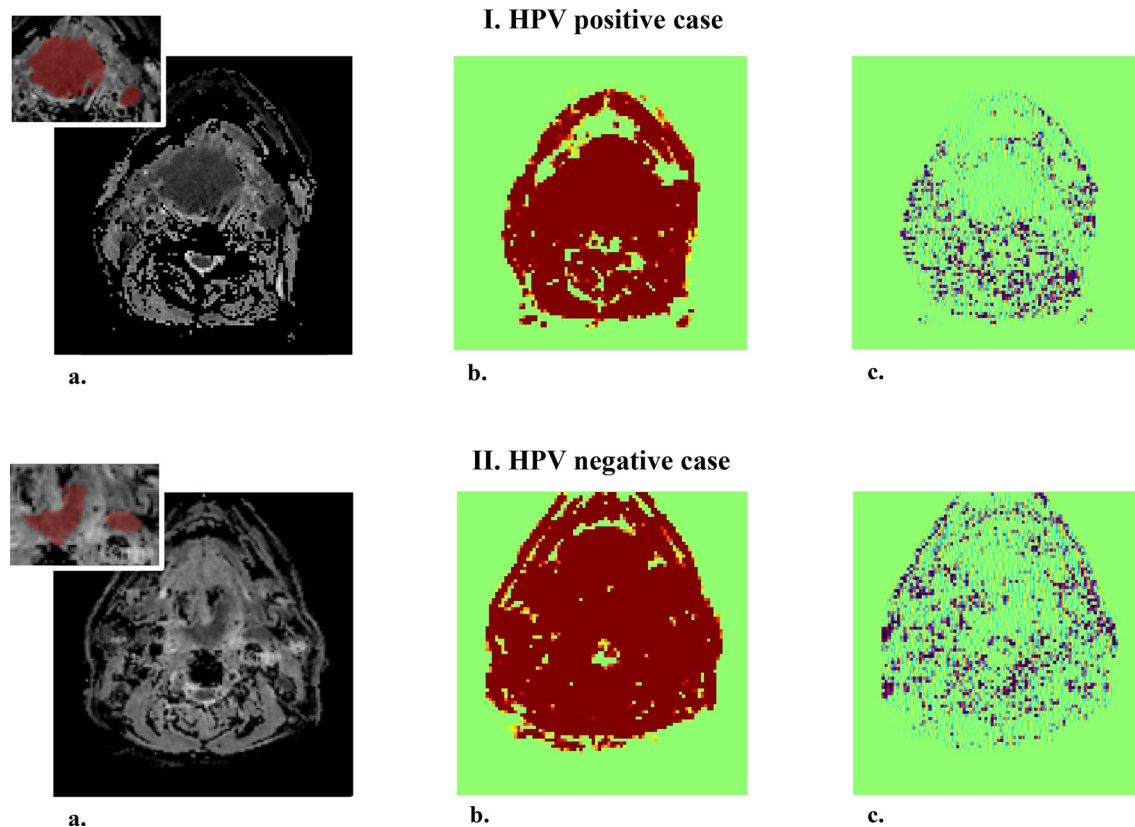 I. HPV positive case
a.
b.
c.
II. HPV negative case
a.
b.
c.